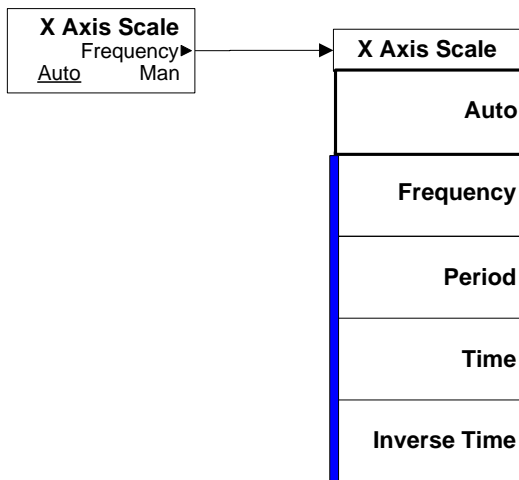 X Axis Scale
Frequency
Auto Man
X Axis Scale
Auto
Frequency
Period
Time
Inverse Time